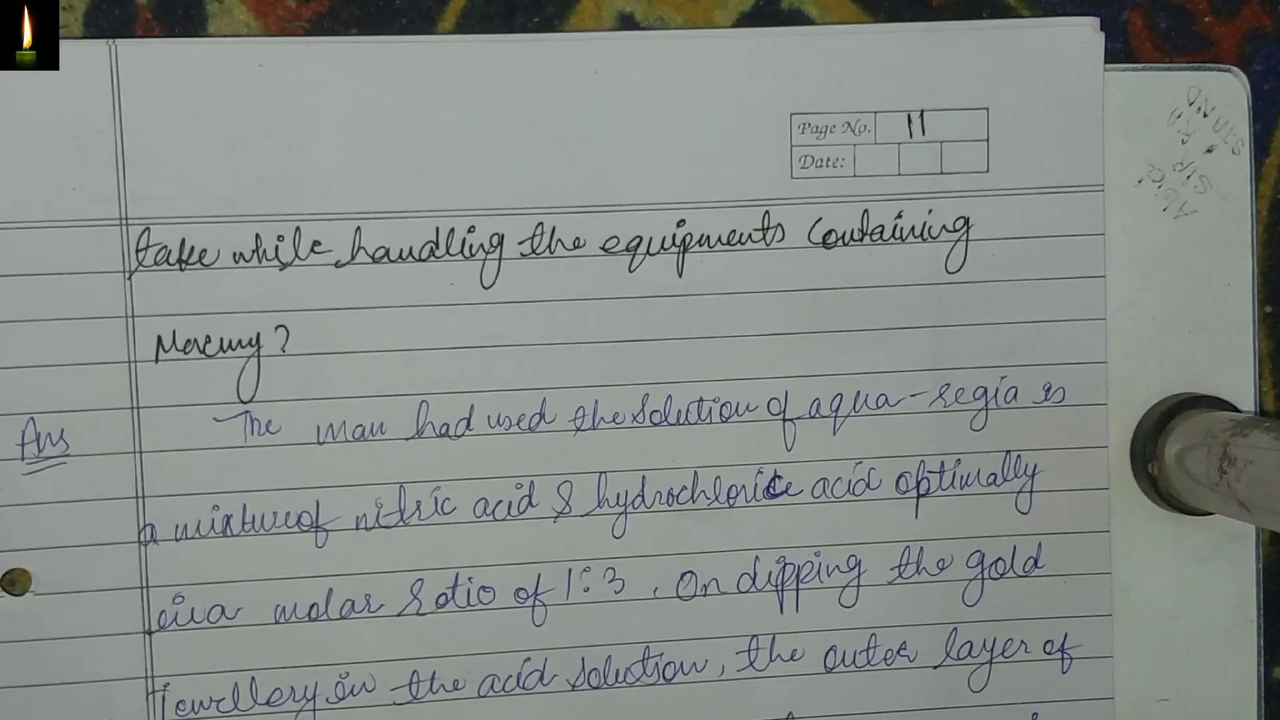 Page No. 11
Date:
take while handling the equipments containing
Mercury?
Ans The man had used the solution of aqua-regia is
a mixture of nitric acid & hydrochloric acid optimally
in a molar ratio of 1:3. On dipping the gold
jewellery in the acid solution, the outer layer of